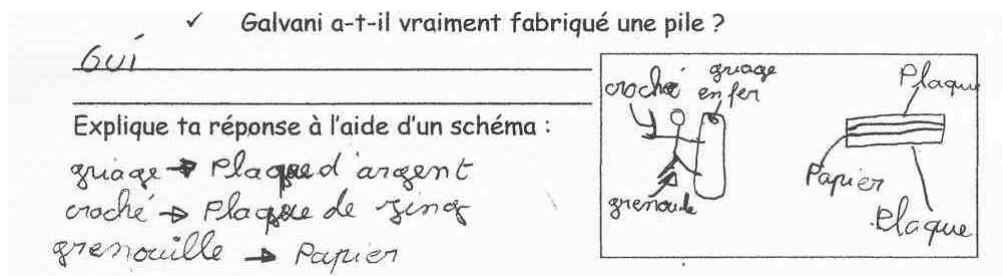 ✓ Galvani a-t-il vraiment fabriqué une pile ?
Oui
Explique ta réponse à l'aide d'un schéma :
griage → Plaque d'argent
croché → Plaque de zinq
grenouille → Papier
croché
griage
en fer
grenouille
Plaque
Papier
Plaque